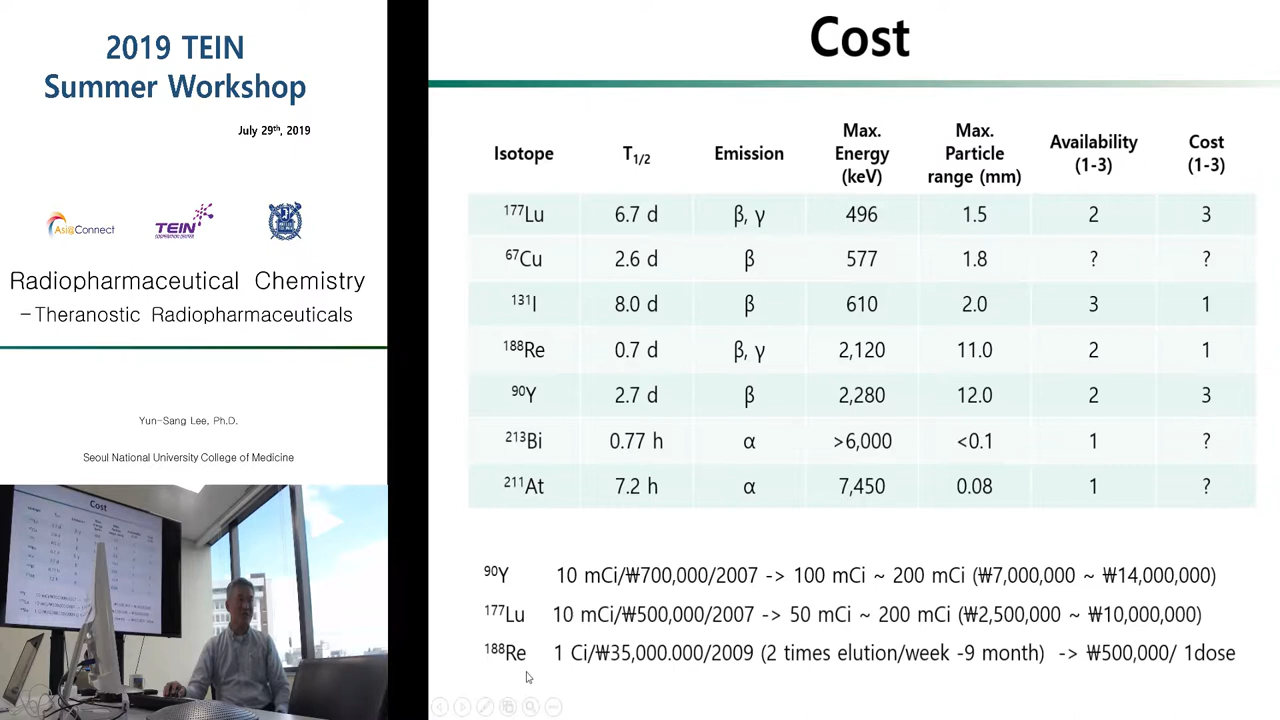 2019 TEIN
Summer Workshop
July 29th, 2019
Asi@Connect
TEIN
COOPERATION CENTER
Radiopharmaceutical Chemistry
-Theranostic Radiopharmaceuticals
Yun-Sang Lee, Ph.D.
Seoul National University College of Medicine
Cost
Cost
Isotope T1/2 Emission Max. Energy (keV) Max. Particle range (mm) Availability (1-3) Cost (1-3)
177Lu 6.7 d β, γ 496 1.5 2 3
67Cu 2.6 d β 577 1.8 ? ?
131I 8.0 d β 610 2.0 3 1
188Re 0.7 d β, γ 2,120 11.0 2 1
90Y 2.7 d β 2,280 12.0 2 3
213Bi 0.77 h α >6,000 <0.1 1 ?
211At 7.2 h α 7,450 0.08 1 ?
90Y 10 mCi/₩700,000/2007 -> 100 mCi ~ 200 mCi (₩7,000,000 ~ ₩14,000,000)
177Lu 10 mCi/₩500,000/2007 -> 50 mCi ~ 200 mCi (₩2,500,000 ~ ₩10,000,000)
188Re 1 Ci/₩35,000.000/2009 (2 times elution/week -9 month) -> ₩500,000/ 1dose